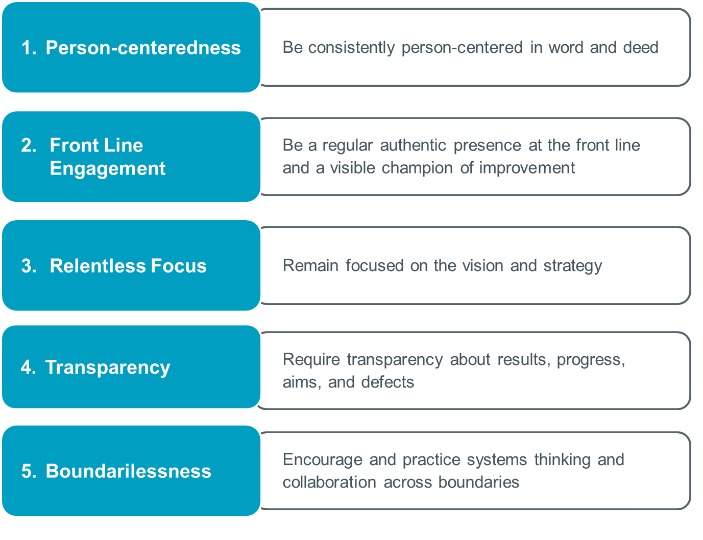 1. Person-centeredness
Be consistently person-centered in word and deed
2. Front Line
Engagement
Be a regular authentic presence at the front line
and a visible champion of improvement
3. Relentless Focus
Remain focused on the vision and strategy
4. Transparency
Require transparency about results, progress,
aims, and defects
5. Boundarilessness
Encourage and practice systems thinking and
collaboration across boundaries